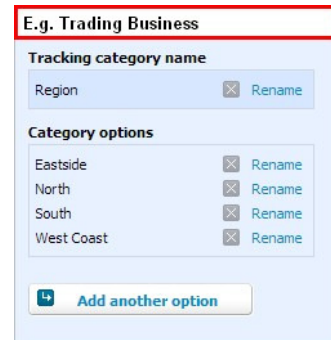 E.g. Trading Business
Tracking category name
Region Rename
Category options
Eastside Rename
North Rename
South Rename
West Coast Rename
Add another option